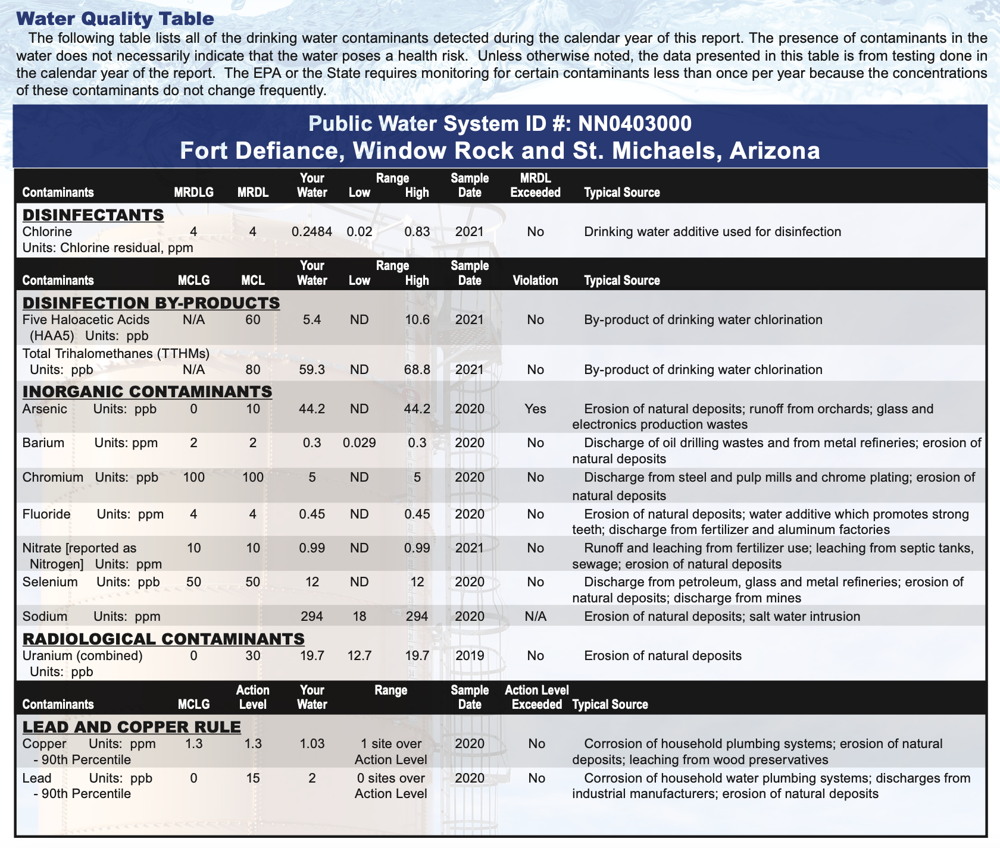 Water Quality Table
The following table lists all of the drinking water contaminants detected during the calendar year of this report. The presence of contaminants in the
water does not necessarily indicate that the water poses a health risk. Unless otherwise noted, the data presented in this table is from testing done in
the calendar year of the report. The EPA or the State requires monitoring for certain contaminants less than once per year because the concentrations
of these contaminants do not change frequently.
Public Water System ID #: NN0403000
Fort Defiance, Window Rock and St. Michaels, Arizona
Your Range Sample MRDL
Contaminants MRDLG MRDL Water Low High Date Exceeded Typical Source
DISINFECTANTS
Chlorine 4 4 0.2484 0.02 0.83 2021 No Drinking water additive used for disinfection
Units: Chlorine residual, ppm
Your Range Sample
Contaminants MCLG MCL Water Low High Date Violation Typical Source
DISINFECTION BY-PRODUCTS
Five Haloacetic Acids N/A 60 5.4 ND 10.6 2021 No By-product of drinking water chlorination
(HAA5) Units: ppb
Total Trihalomethanes (TTHMs)
Units: ppb N/A 80 59.3 ND 68.8 2021 No By-product of drinking water chlorination
INORGANIC CONTAMINANTS
Arsenic Units: ppb 0 10 44.2 ND 44.2 2020 Yes Erosion of natural deposits; runoff from orchards; glass and
electronics production wastes
Barium Units: ppm 2 2 0.3 0.029 0.3 2020 No Discharge of oil drilling wastes and from metal refineries; erosion of
natural deposits
Chromium Units: ppb 100 100 5 ND 5 2020 No Discharge from steel and pulp mills and chrome plating; erosion of
natural deposits
Fluoride Units: ppm 4 4 0.45 ND 0.45 2020 No Erosion of natural deposits; water additive which promotes strong
teeth; discharge from fertilizer and aluminum factories
Nitrate [reported as 10 10 0.99 ND 0.99 2021 No Runoff and leaching from fertilizer use; leaching from septic tanks,
Nitrogen] Units: ppm sewage; erosion of natural deposits
Selenium Units: ppb 50 50 12 ND 12 2020 No Discharge from petroleum, glass and metal refineries; erosion of
natural deposits; discharge from mines
Sodium Units: ppm 294 18 294 2020 N/A Erosion of natural deposits; salt water intrusion
RADIOLOGICAL CONTAMINANTS
Uranium (combined) 0 30 19.7 12.7 19.7 2019 No Erosion of natural deposits
Units: ppb
Action Your Range Sample Action Level
Contaminants MCLG Level Water Date Exceeded Typical Source
LEAD AND COPPER RULE
Copper Units: ppm 1.3 1.3 1.03 1 site over 2020 No Corrosion of household plumbing systems; erosion of natural
- 90th Percentile Action Level deposits; leaching from wood preservatives
Lead Units: ppb 0 15 2 0 sites over 2020 No Corrosion of household water plumbing systems; discharges from
- 90th Percentile Action Level industrial manufacturers; erosion of natural deposits